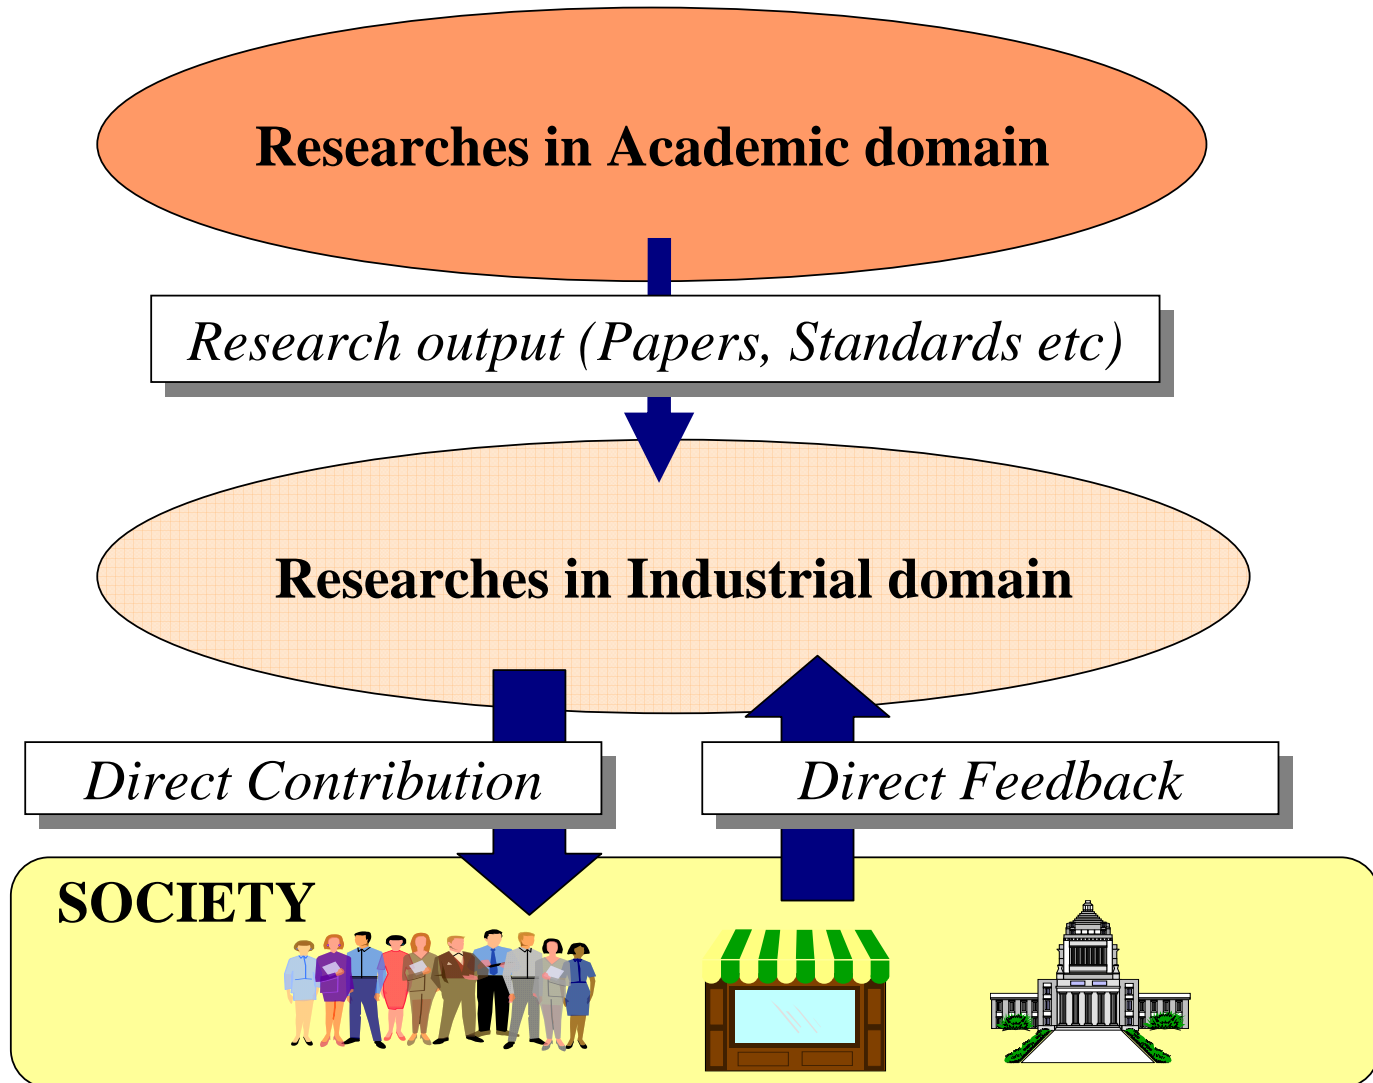 Researches in Academic domain
Research output (Papers, Standards etc)
Researches in Industrial domain
Direct Contribution
Direct Feedback
SOCIETY